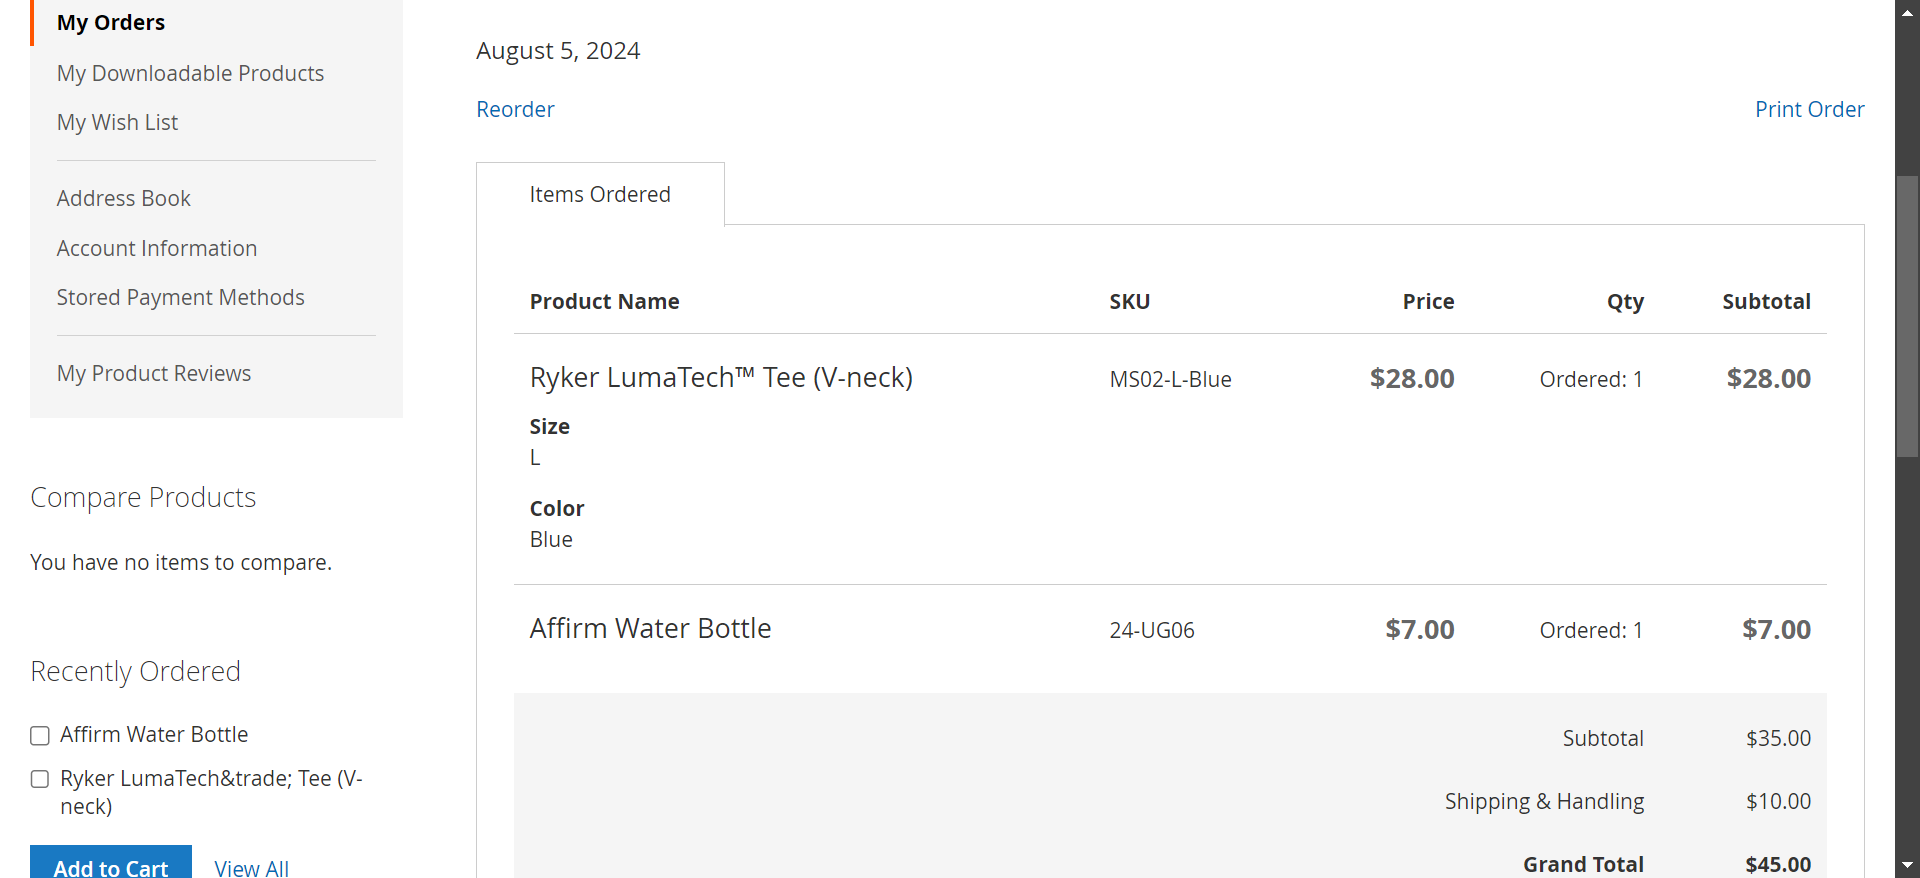 My Orders
My Downloadable Products
My Wish List
Address Book
Account Information
Stored Payment Methods
My Product Reviews
Compare Products
You have no items to compare.
Recently Ordered
Affirm Water Bottle
Ryker LumaTech&trade; Tee (V-
neck)
Add to Cart View All
August 5, 2024
Reorder Print Order
Items Ordered
Product Name SKU Price Qty Subtotal
Ryker LumaTech™ Tee (V-neck) MS02-L-Blue $28.00 Ordered: 1 $28.00
Size
L
Color
Blue
Affirm Water Bottle 24-UG06 $7.00 Ordered: 1 $7.00
Subtotal $35.00
Shipping & Handling $10.00
Grand Total $45.00